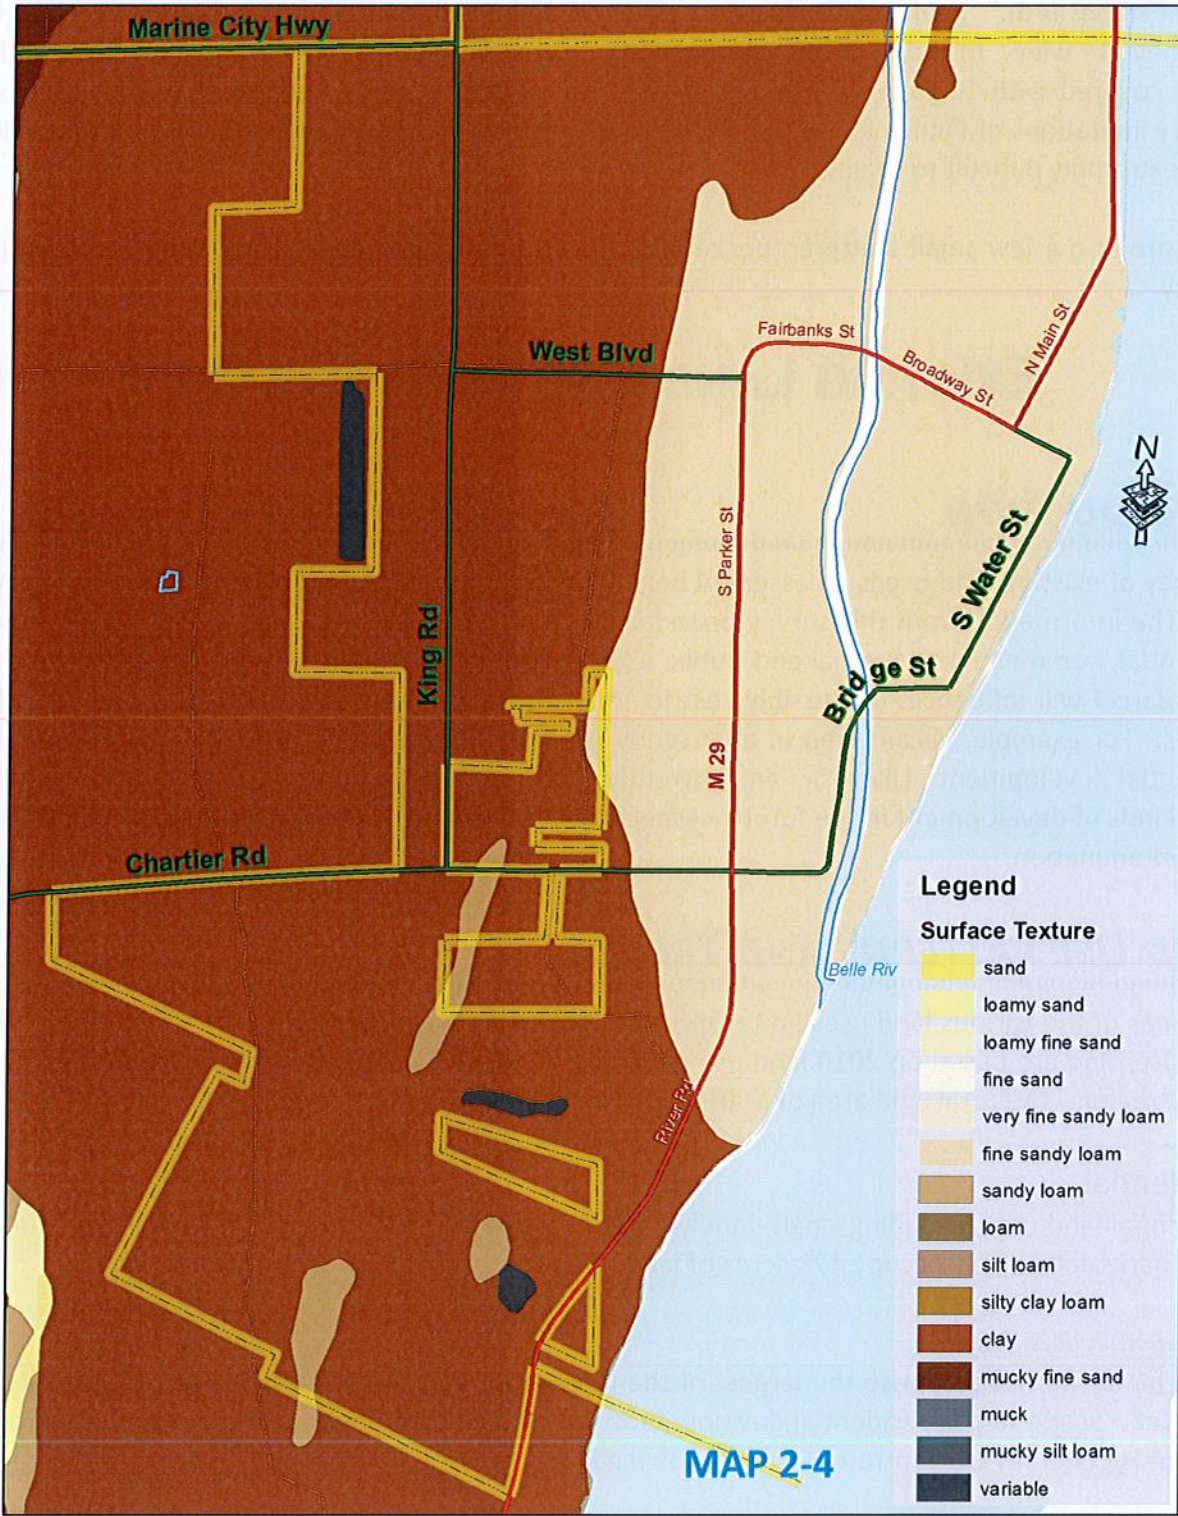 Marine City Hwy
Fairbanks St
West Blvd
Broadway St
N Main St
N
S Parker St
S Water St
King Rd
Bridge St
M 29
Chartier Rd
Belle Riv
River Rd
Legend
Surface Texture
sand
loamy sand
loamy fine sand
fine sand
very fine sandy loam
fine sandy loam
sandy loam
loam
silt loam
silty clay loam
clay
mucky fine sand
muck
mucky silt loam
variable
MAP 2-4